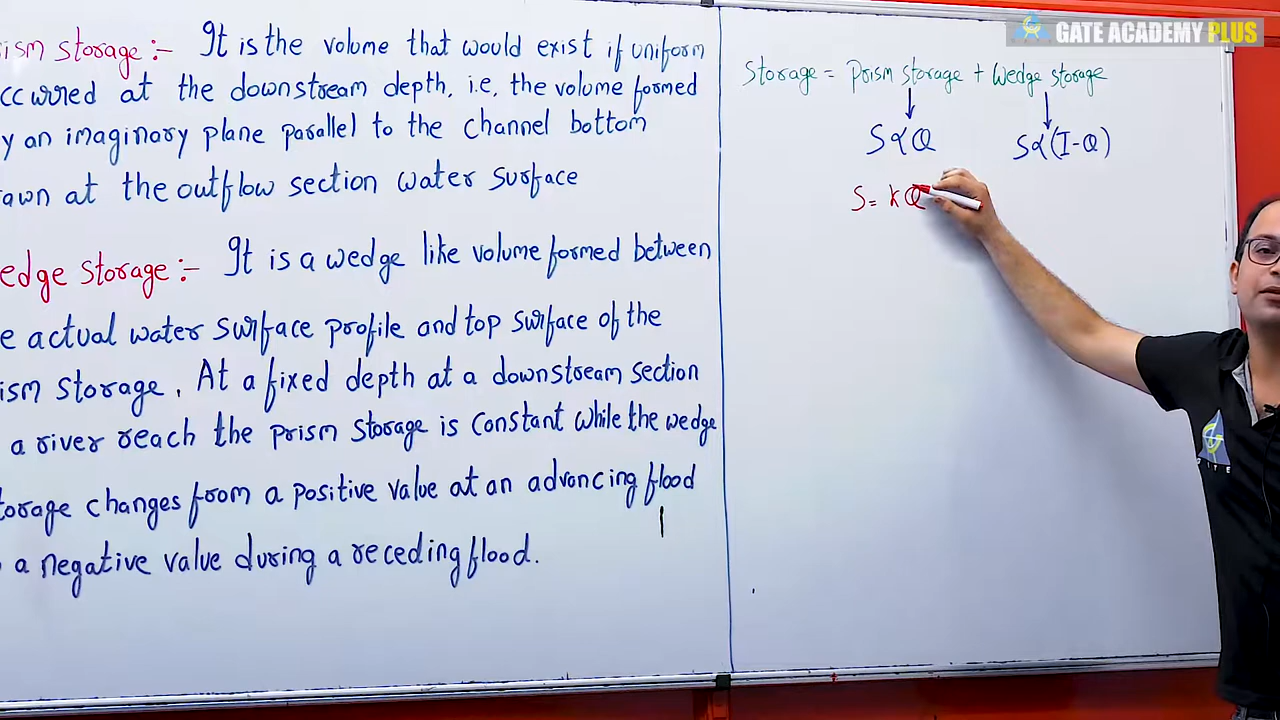 GATE ACADEMY PLUS
ism storage :- It is the volume that would exist if uniform
ccurred at the downstream depth, i.e, the volume formed
y an imaginary plane parallel to the channel bottom
awn at the outflow section water surface
edge storage :- It is a wedge like volume formed between
e actual water surface profile and top surface of the
ism storage. At a fixed depth at a downstream section
a river reach the prism storage is constant while the wedge
torage changes from a positive value at an advancing flood
a negative value during a receding flood.
Storage = Prism storage + Wedge storage
S∝Q S∝(I-Q)
S = KQ